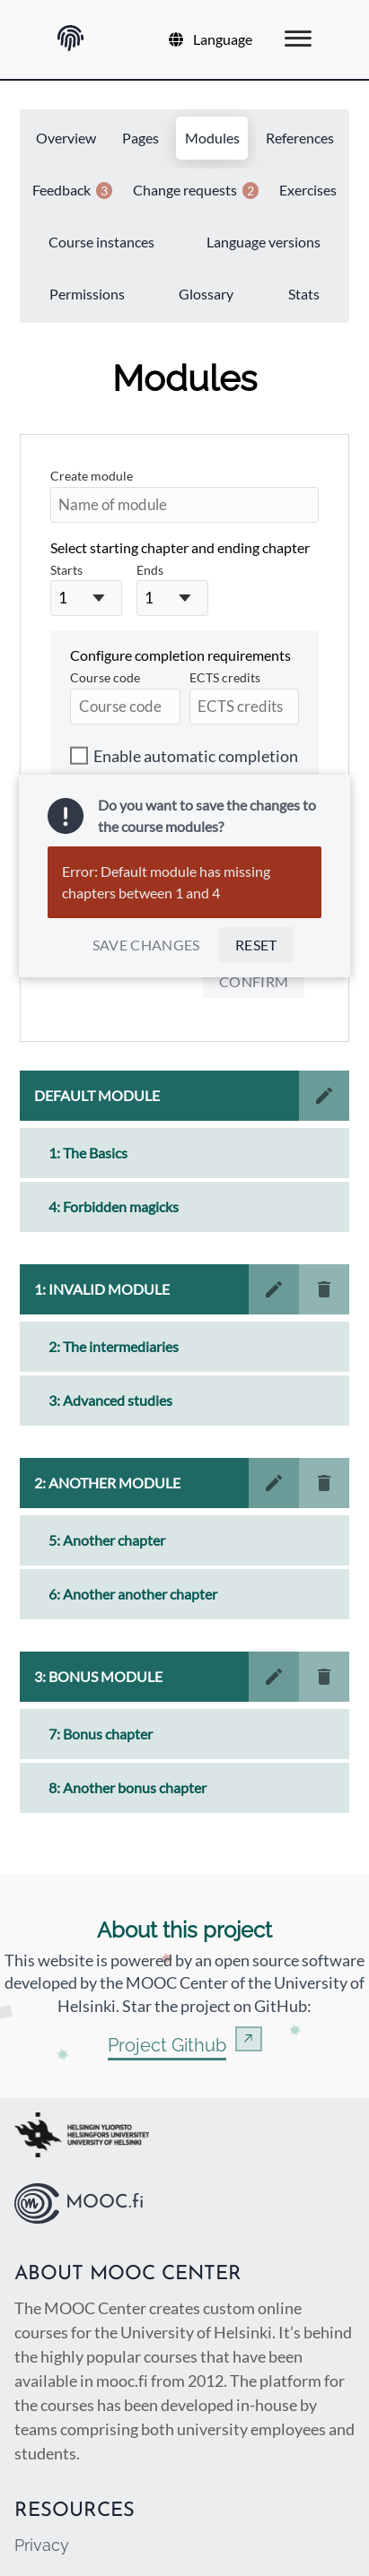 Language
Overview Pages Modules References
Feedback 3 Change requests 2 Exercises
Course instances Language versions
Permissions Glossary Stats
Modules
Create module
Name of module
Select starting chapter and ending chapter
Starts Ends
1 1
Configure completion requirements
Course code ECTS credits
Course code ECTS credits
Enable automatic completion
Do you want to save the changes to
the course modules?
Error: Default module has missing
chapters between 1 and 4
SAVE CHANGES RESET
CONFIRM
DEFAULT MODULE
1: The Basics
4: Forbidden magicks
1: INVALID MODULE
2: The intermediaries
3: Advanced studies
2: ANOTHER MODULE
5: Another chapter
6: Another another chapter
3: BONUS MODULE
7: Bonus chapter
8: Another bonus chapter
About this project
This website is powered by an open source software
developed by the MOOC Center of the University of
Helsinki. Star the project on GitHub:
Project Github
HELSINGIN YLIOPISTO
HELSINGFORS UNIVERSITET
UNIVERSITY OF HELSINKI
MOOC.fi
ABOUT MOOC CENTER
The MOOC Center creates custom online
courses for the University of Helsinki. It's behind
the highly popular courses that have been
available in mooc.fi from 2012. The platform for
the courses has been developed in-house by
teams comprising both university employees and
students.
RESOURCES
Privacy